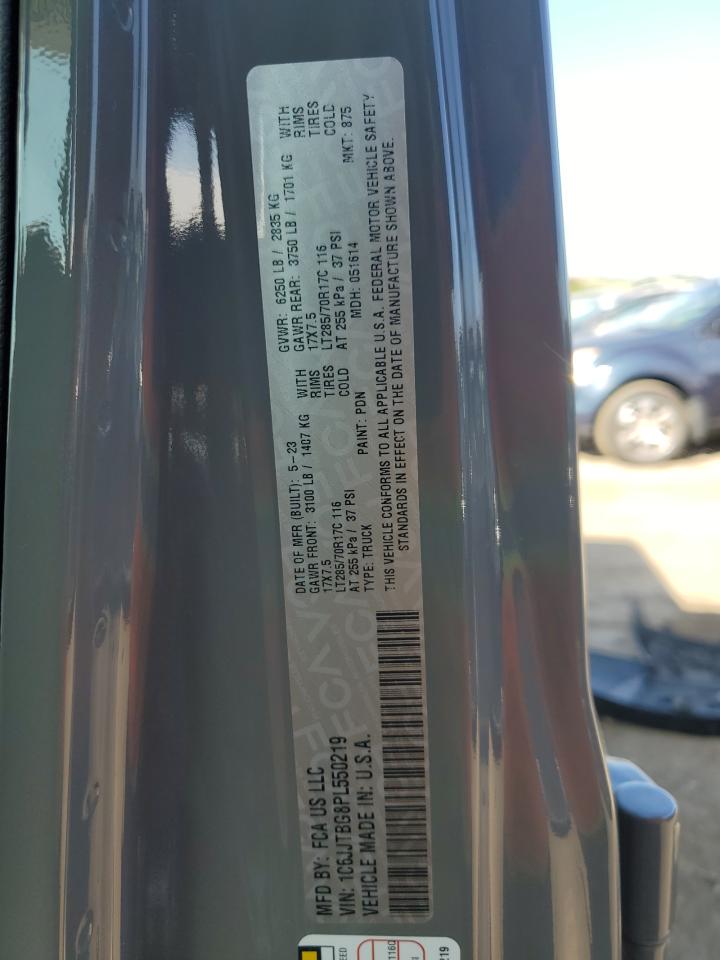 MFD BY: FCA US LLC
DATE OF MFR (BUILT): 5-23
GVWR: 6250 LB / 2835 KG
GAWR FRONT: 3100 LB / 1407 KG WITH
GAWR REAR: 3750 LB / 1701 KG WITH
17X7.5 RIMS
17X7.5 RIMS
LT285/70R17C 116 TIRES
LT285/70R17C 116 TIRES
AT 255 kPa / 37 PSI COLD
AT 255 kPa / 37 PSI COLD
VIN: 1C6JJTBG8PL550219
TYPE: TRUCK PAINT: PDN MDH: 051614 MKT: 875
VEHICLE MADE IN: U.S.A.
THIS VEHICLE CONFORMS TO ALL APPLICABLE U.S.A. FEDERAL MOTOR VEHICLE SAFETY
STANDARDS IN EFFECT ON THE DATE OF MANUFACTURE SHOWN ABOVE.